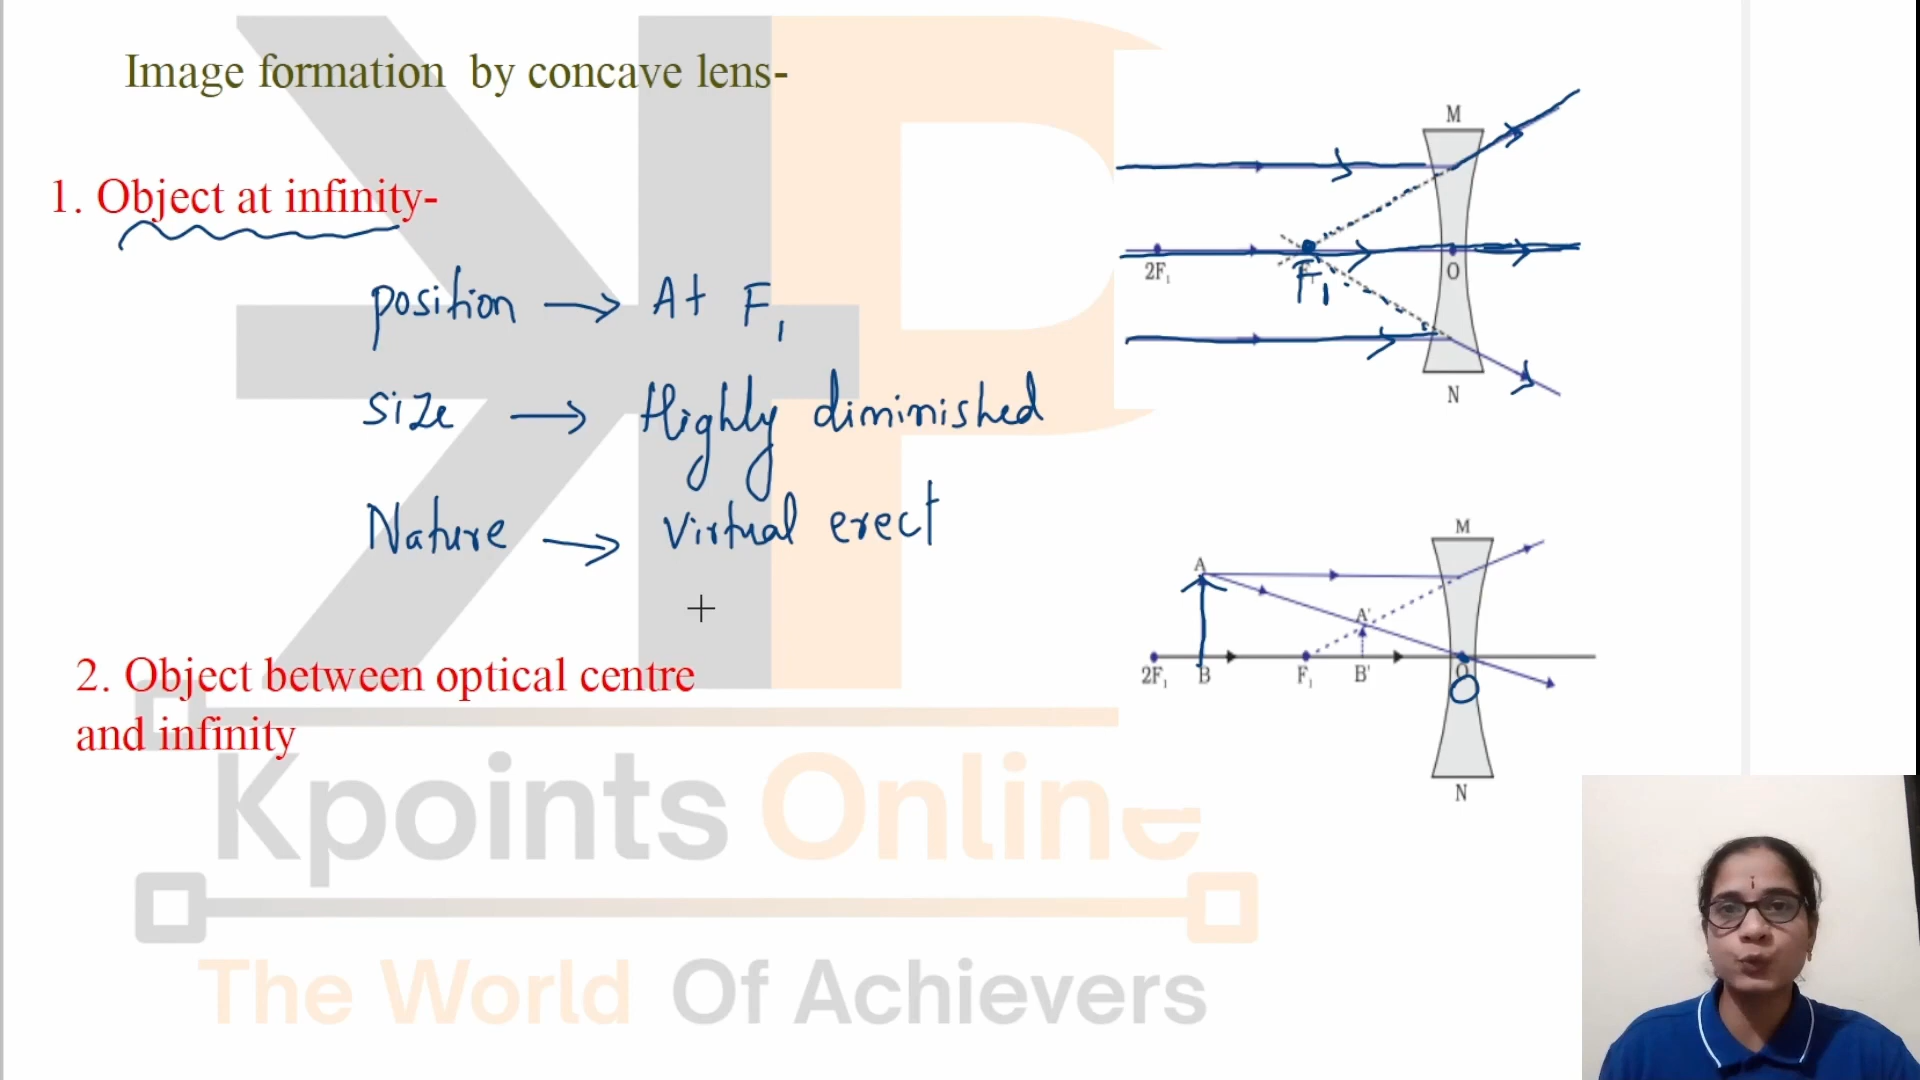 Image formation by concave lens-
1. Object at infinity-
position → At F₁
size → Highly diminished
Nature → Virtual erect
2. Object between optical centre
and infinity
M
2F₁
F₁
O
N
M
A
A'
2F₁
B
F₁
B'
O
O
N
Kpoints Online
The World Of Achievers